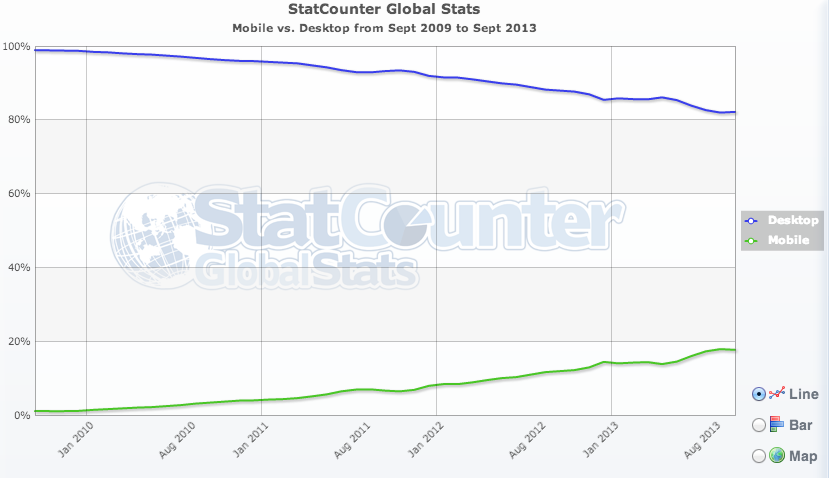 StatCounter Global Stats
Mobile vs. Desktop from Sept 2009 to Sept 2013
100%
80%
60%
40%
20%
0%
StatCounter
GlobalStats
Desktop
Mobile
Jan 2010
Aug 2010
Jan 2011
Aug 2011
Jan 2012
Aug 2012
Jan 2013
Aug 2013
Line
Bar
Map